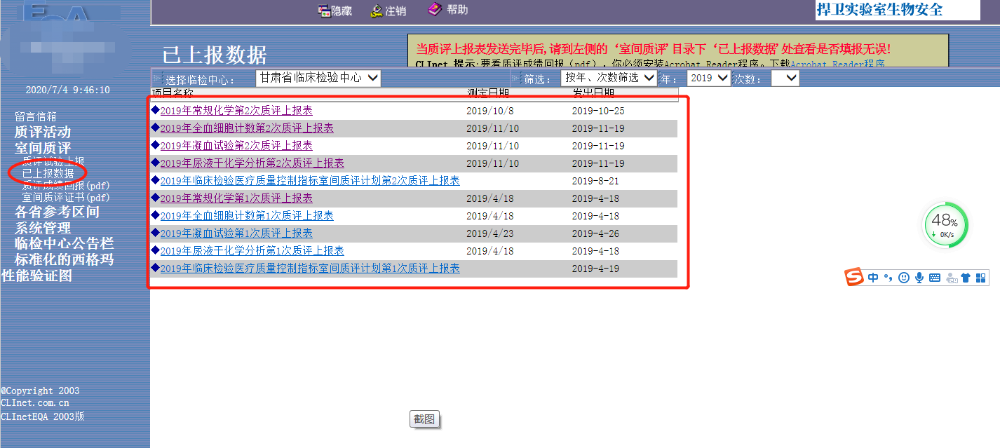 EQA
隐藏 注销 帮助
捍卫实验室生物安全
已上报数据
当质评上报表发送完毕后,请到左侧的‘室间质评’目录下‘已上报数据’处查看是否填报无误!
CLInet 提示:要看质评成绩回报(pdf),你必须安装Acrobat Reader程序。下载Acrobat Reader程序
选择临检中心: 甘肃省临床检验中心 筛选: 按年、次数筛选 年: 2019 次数:
项目名称 测定日期 发出日期
◆2019年常规化学第2次质评上报表 2019/10/8 2019-10-25
◆2019年全血细胞计数第2次质评上报表 2019/11/10 2019-11-19
◆2019年凝血试验第2次质评上报表 2019/11/10 2019-11-19
◆2019年尿液干化学分析第2次质评上报表 2019/11/10 2019-11-19
◆2019年临床检验医疗质量控制指标室间质评计划第2次质评上报表 2019-8-21
◆2019年常规化学第1次质评上报表 2019/4/18 2019-4-18
◆2019年全血细胞计数第1次质评上报表 2019/4/18 2019-4-18
◆2019年凝血试验第1次质评上报表 2019/4/23 2019-4-26
◆2019年尿液干化学分析第1次质评上报表 2019/4/18 2019-4-18
◆2019年临床检验医疗质量控制指标室间质评计划第1次质评上报表 2019-4-19
2020/7/4 9:46:10
留言信箱
质评活动
室间质评
质评试验上报
已上报数据
质评成绩回报(pdf)
室间质评证书(pdf)
各省参考区间
系统管理
临检中心公告栏
标准化的西格玛
性能验证图
@Copyright 2003
CLInet.com.cn
CLInetEQA 2003版
48%
↓ 0K/s
S 中
截图